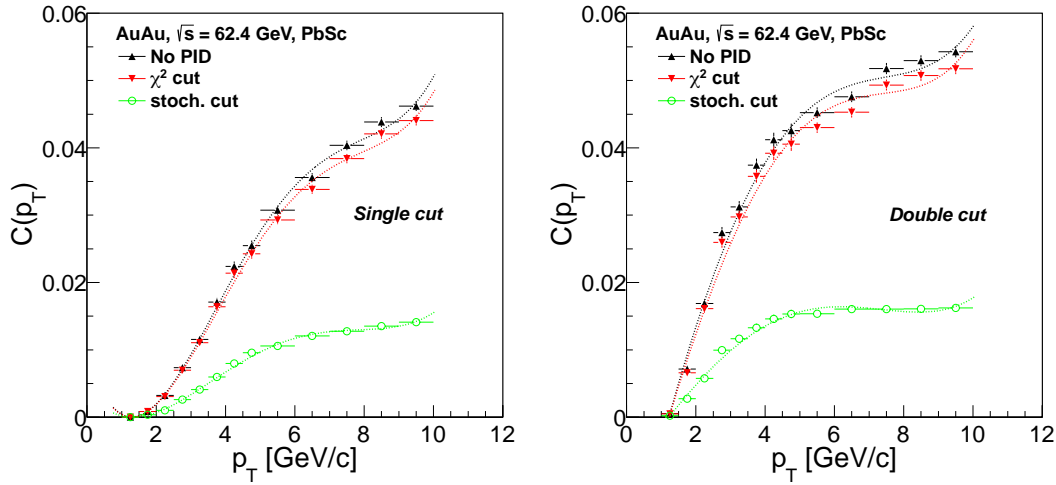 AuAu, √s = 62.4 GeV, PbSc
No PID
χ² cut
stoch. cut
Single cut
C(p_T)
0.06
0.04
0.02
0
0 2 4 6 8 10 12
p_T [GeV/c]
AuAu, √s = 62.4 GeV, PbSc
No PID
χ² cut
stoch. cut
Double cut
C(p_T)
0.06
0.04
0.02
0
0 2 4 6 8 10 12
p_T [GeV/c]